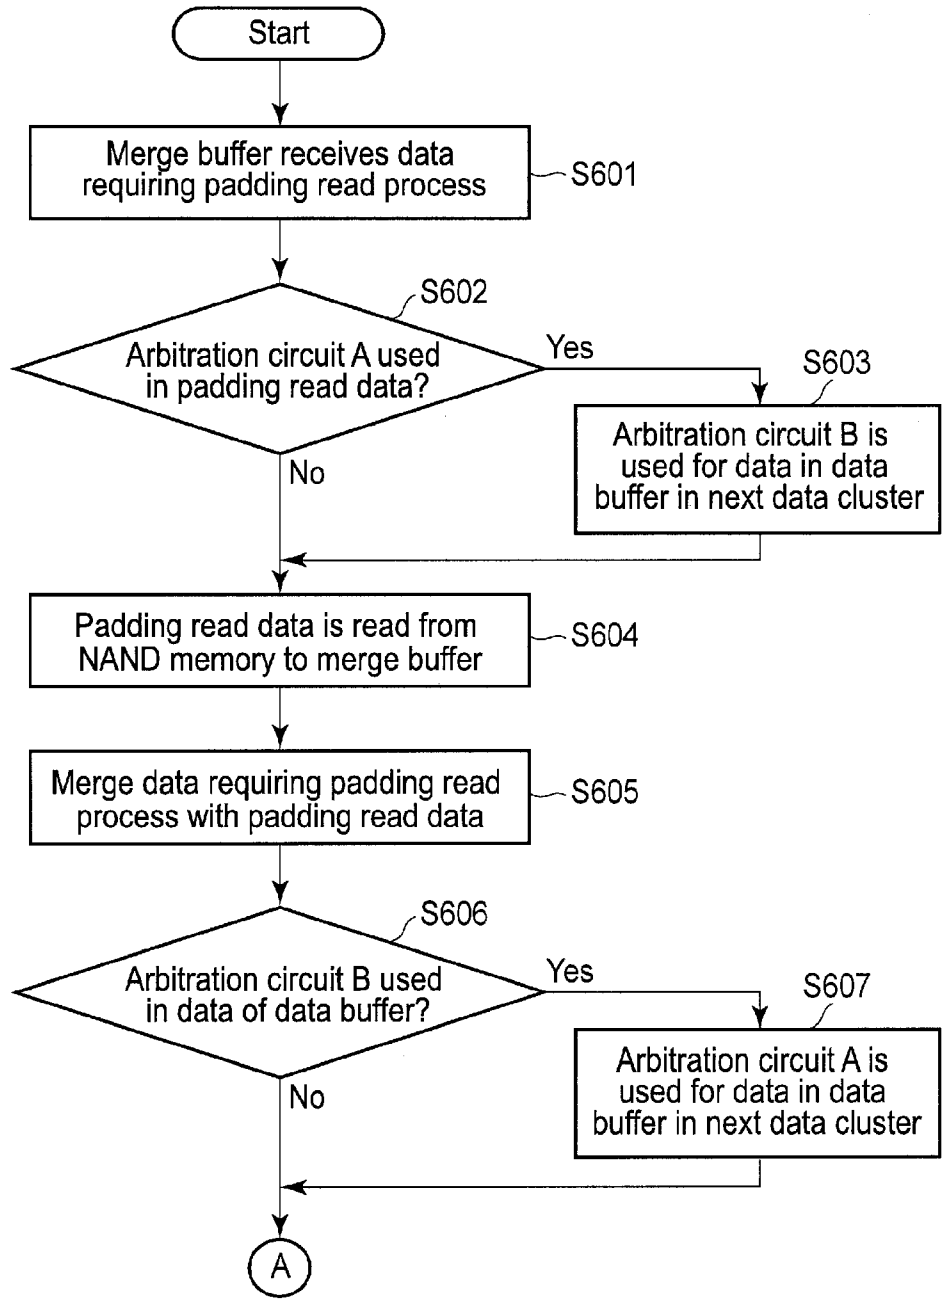 Start
Merge buffer receives data
requiring padding read process
S601
S602
Arbitration circuit A used
in padding read data?
Yes
No
S603
Arbitration circuit B is
used for data in data
buffer in next data cluster
Padding read data is read from
NAND memory to merge buffer
S604
Merge data requiring padding read
process with padding read data
S605
S606
Arbitration circuit B used
in data of data buffer?
Yes
No
S607
Arbitration circuit A is
used for data in data
buffer in next data cluster
A